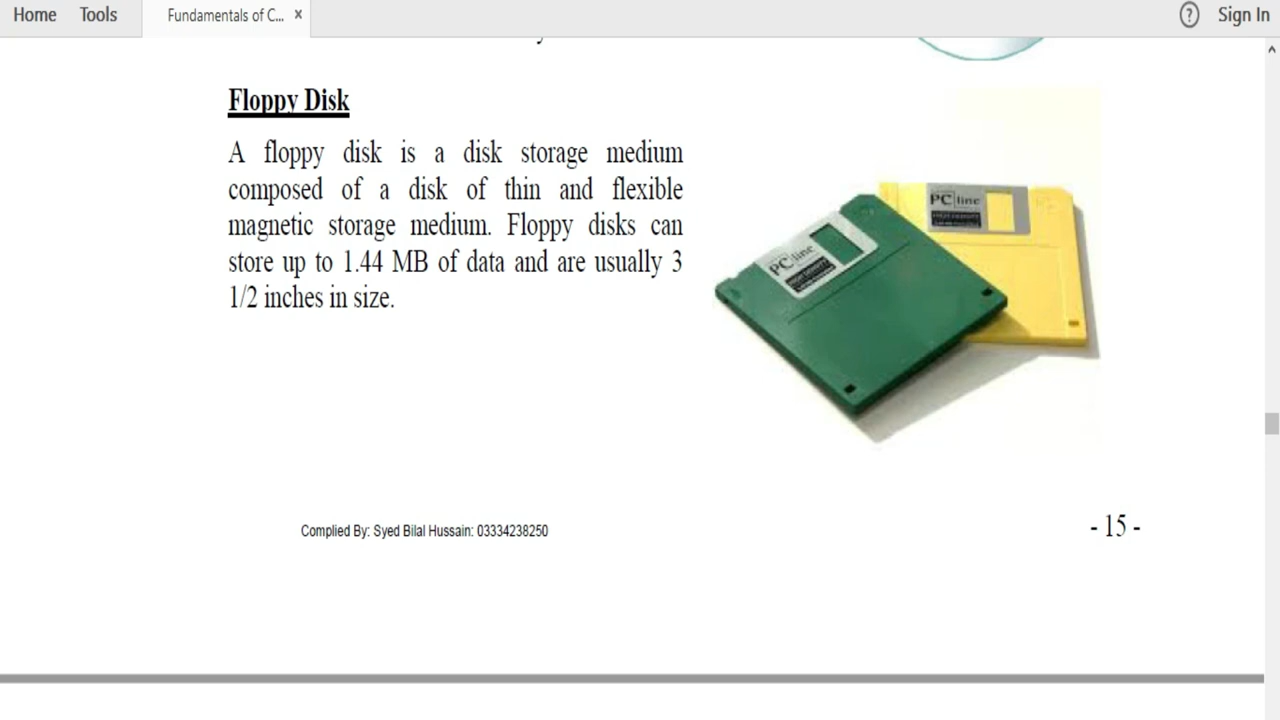 Home Tools Fundamentals of C... x ? Sign In
Floppy Disk
A floppy disk is a disk storage medium
composed of a disk of thin and flexible
magnetic storage medium. Floppy disks can
store up to 1.44 MB of data and are usually 3
1/2 inches in size.
PC line
PC line
Complied By: Syed Bilal Hussain: 03334238250
- 15 -